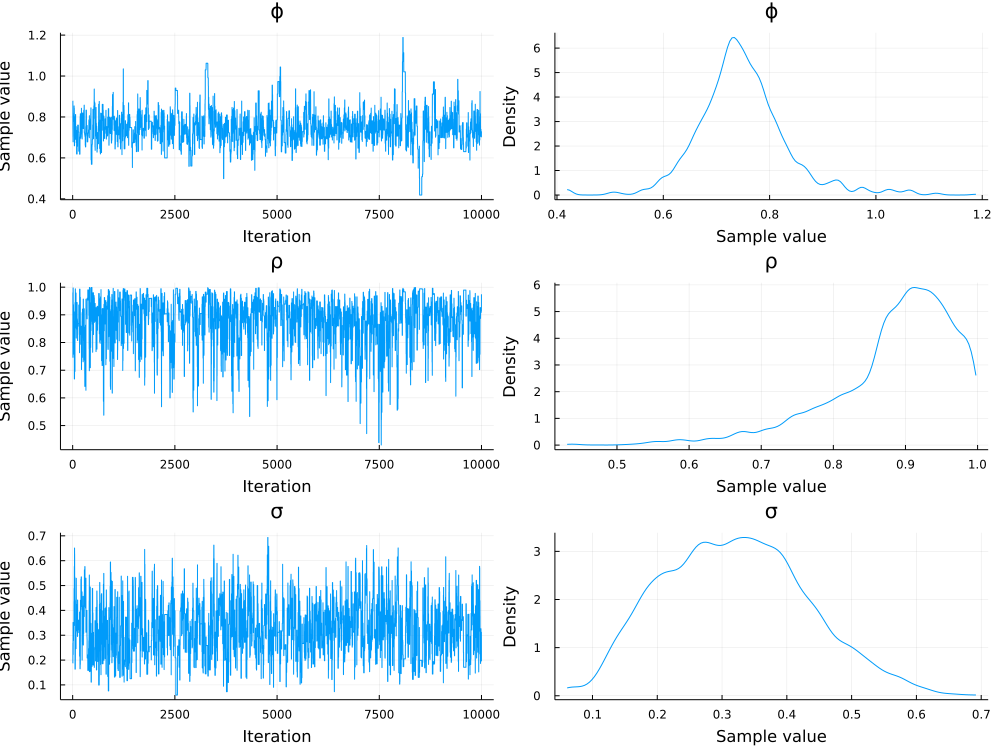 ϕ
Sample value
1.2
1.0
0.8
0.6
0.4
0 2500 5000 7500 10000
Iteration
ϕ
Density
6
5
4
3
2
1
0
0.4 0.6 0.8 1.0 1.2
Sample value
ρ
Sample value
1.0
0.9
0.8
0.7
0.6
0.5
0 2500 5000 7500 10000
Iteration
ρ
Density
6
5
4
3
2
1
0
0.5 0.6 0.7 0.8 0.9 1.0
Sample value
σ
Sample value
0.7
0.6
0.5
0.4
0.3
0.2
0.1
0 2500 5000 7500 10000
Iteration
σ
Density
3
2
1
0
0.1 0.2 0.3 0.4 0.5 0.6 0.7
Sample value